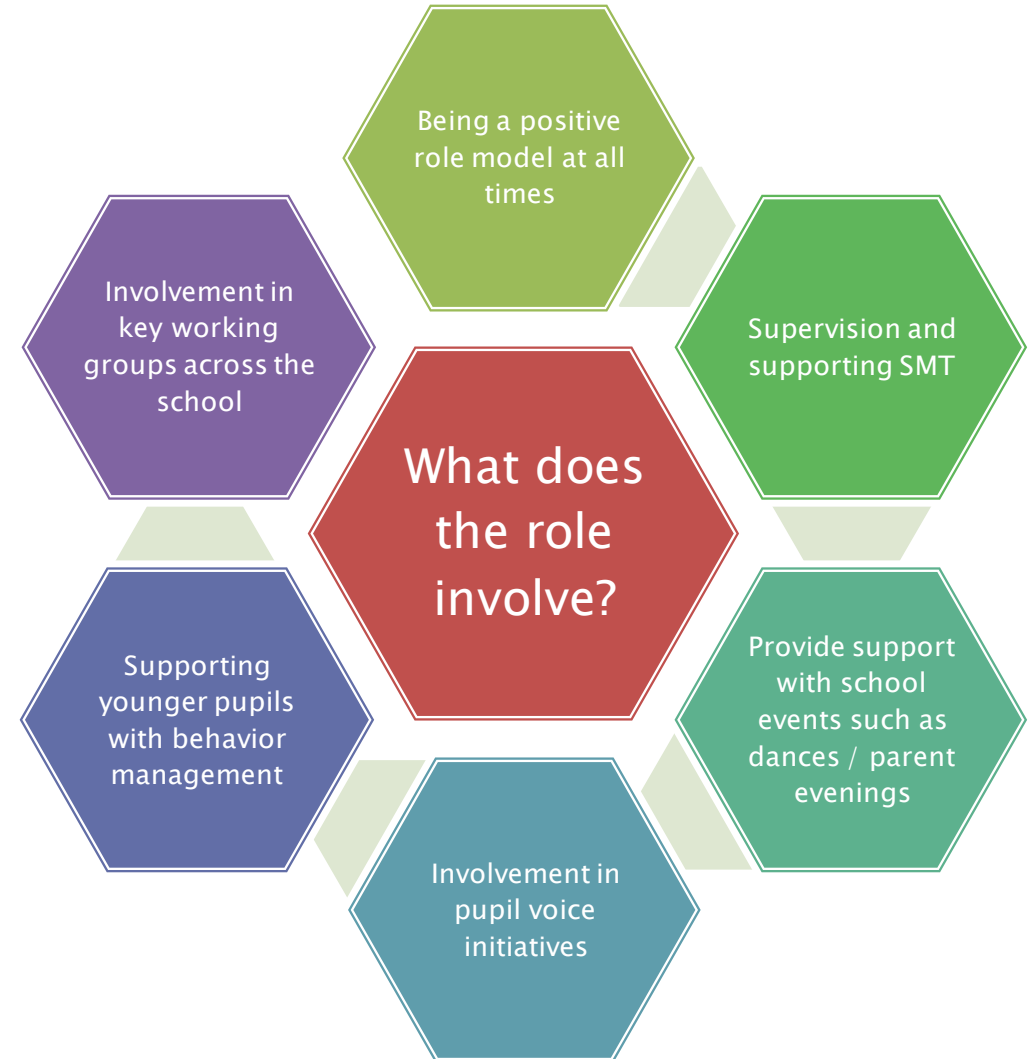 Being a positive
role model at all
times
Supervision and
supporting SMT
Provide support
with school
events such as
dances / parent
evenings
Involvement in
pupil voice
initiatives
Supporting
younger pupils
with behavior
management
Involvement in
key working
groups across the
school
What does
the role
involve?